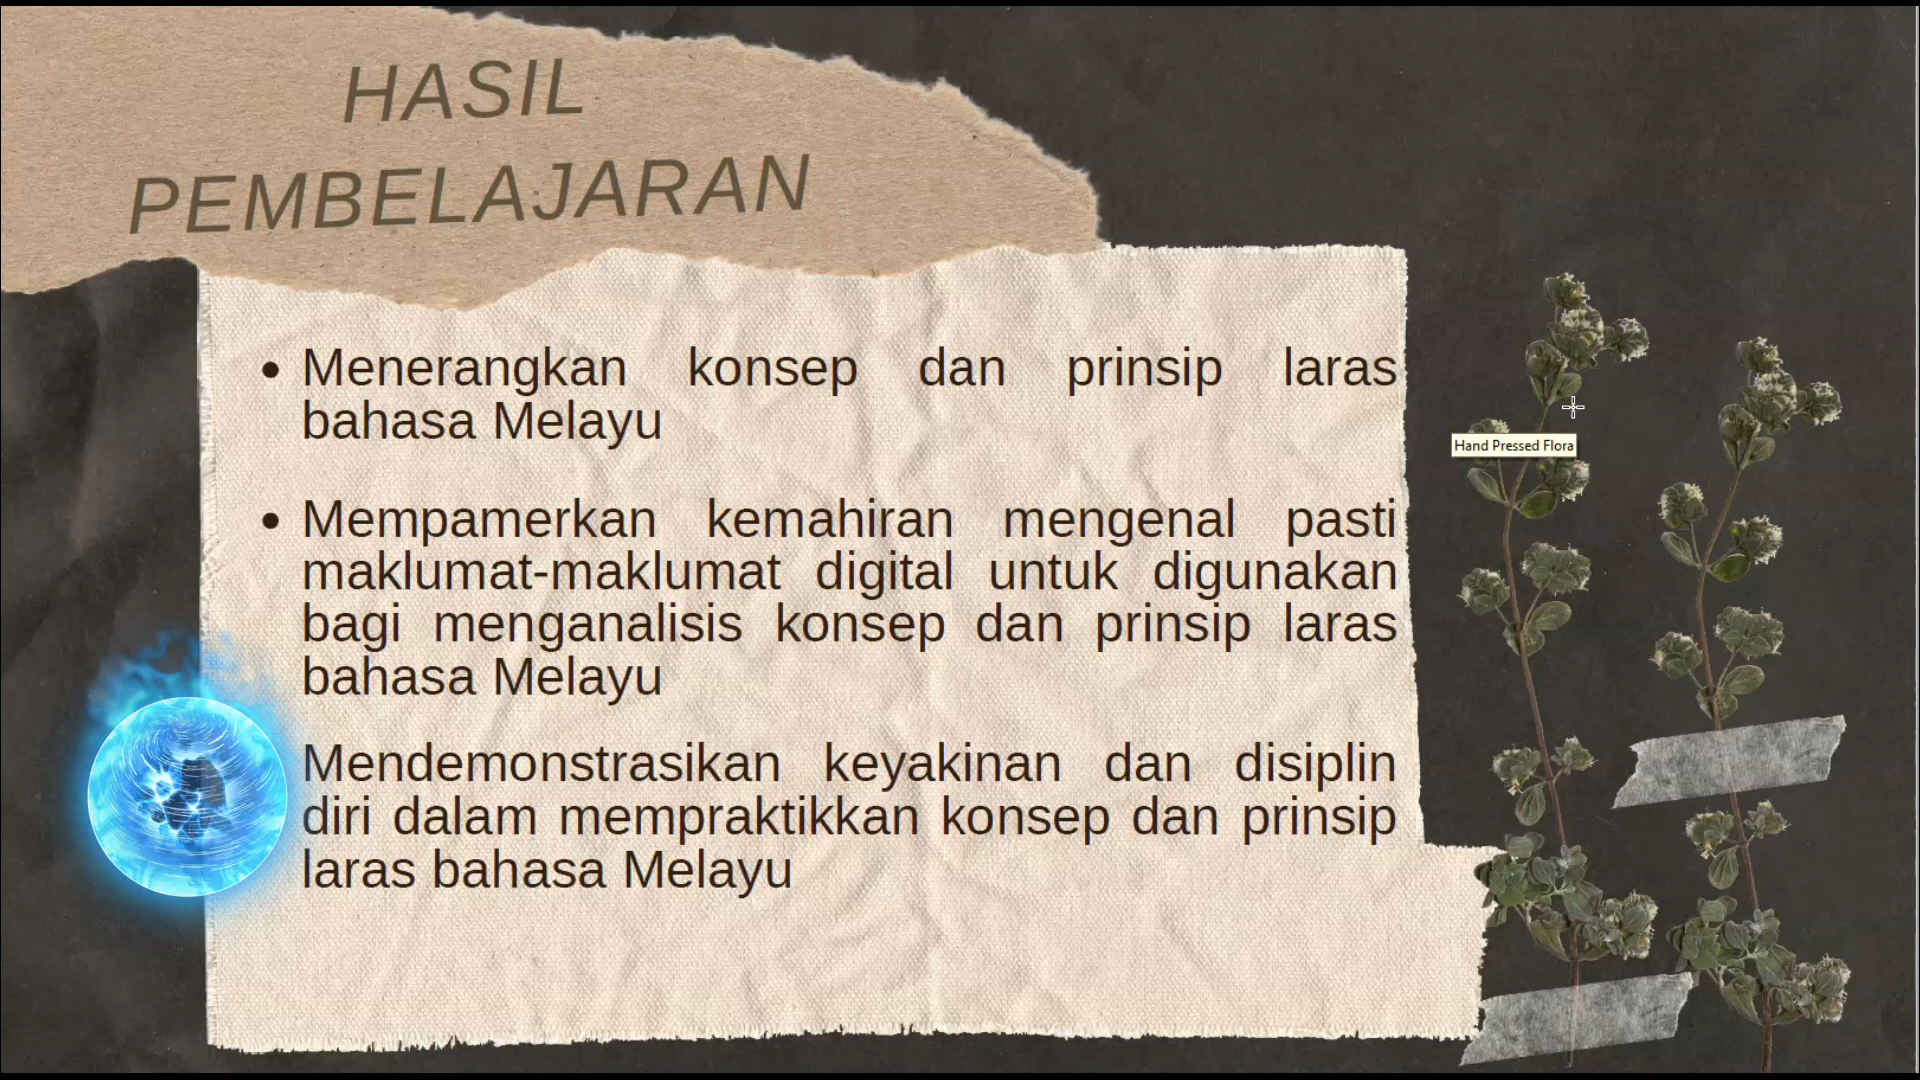 HASIL
PEMBELAJARAN
• Menerangkan konsep dan prinsip laras
bahasa Melayu
• Mempamerkan kemahiran mengenal pasti
maklumat-maklumat digital untuk digunakan
bagi menganalisis konsep dan prinsip laras
bahasa Melayu
Mendemonstrasikan keyakinan dan disiplin
diri dalam mempraktikkan konsep dan prinsip
laras bahasa Melayu
Hand Pressed Flora